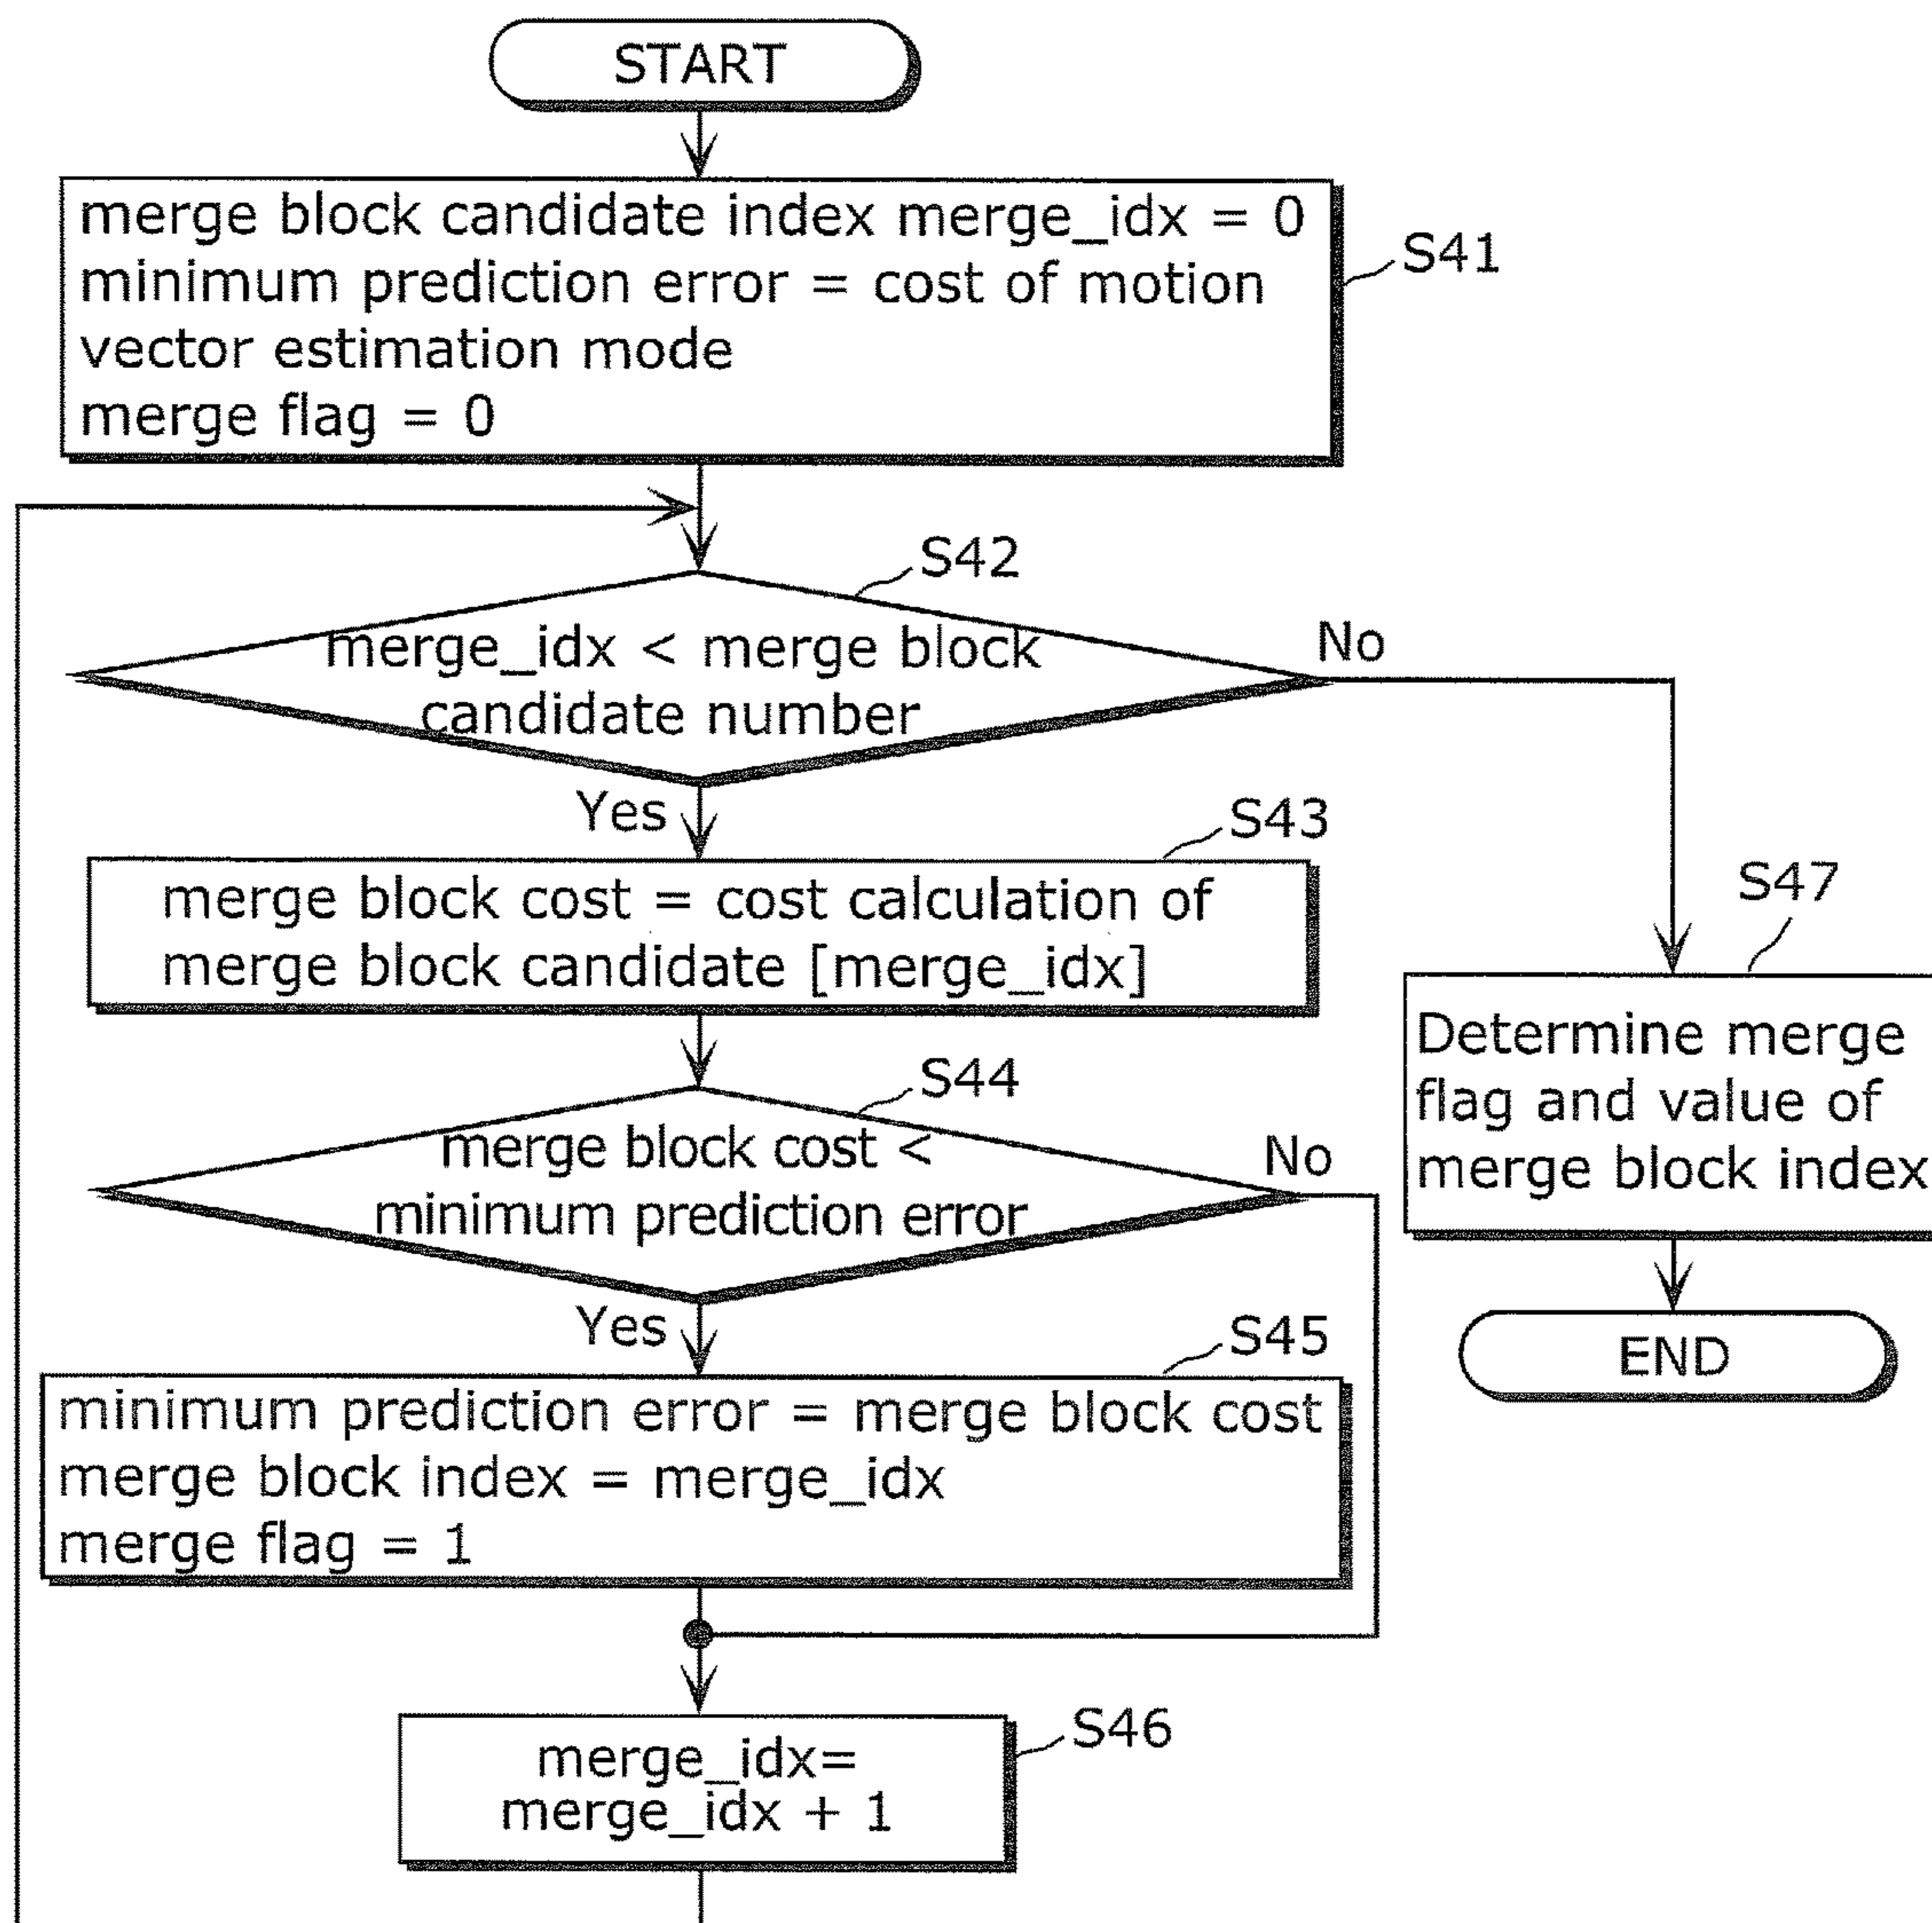 START
merge block candidate index merge_idx = 0
minimum prediction error = cost of motion
vector estimation mode
merge flag = 0
S41
S42
merge_idx < merge block
candidate number
No
Yes
S43
merge block cost = cost calculation of
merge block candidate [merge_idx]
S44
merge block cost <
minimum prediction error
No
Yes
S45
minimum prediction error = merge block cost
merge block index = merge_idx
merge flag = 1
S46
merge_idx=
merge_idx + 1
S47
Determine merge
flag and value of
merge block index
END